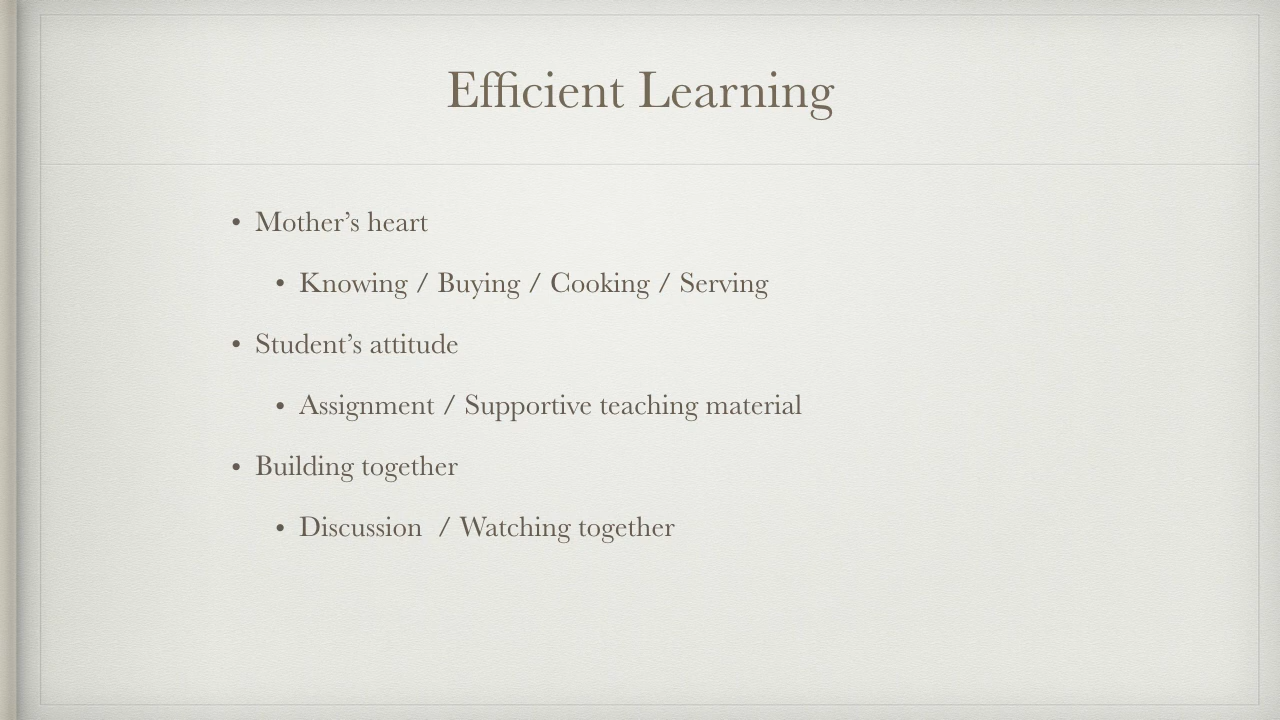 Efficient Learning
• Mother’s heart
• Knowing / Buying / Cooking / Serving
• Student’s attitude
• Assignment / Supportive teaching material
• Building together
• Discussion  / Watching together